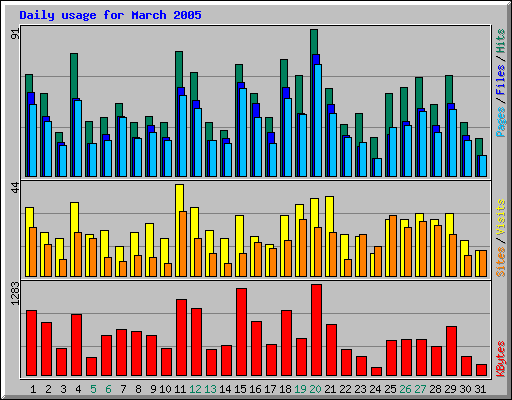 Daily usage for March 2005
91
Pages / Files / Hits
44
Sites / Visits
1283
KBytes
1 2 3 4 5 6 7 8 9 10 11 12 13 14 15 16 17 18 19 20 21 22 23 24 25 26 27 28 29 30 31